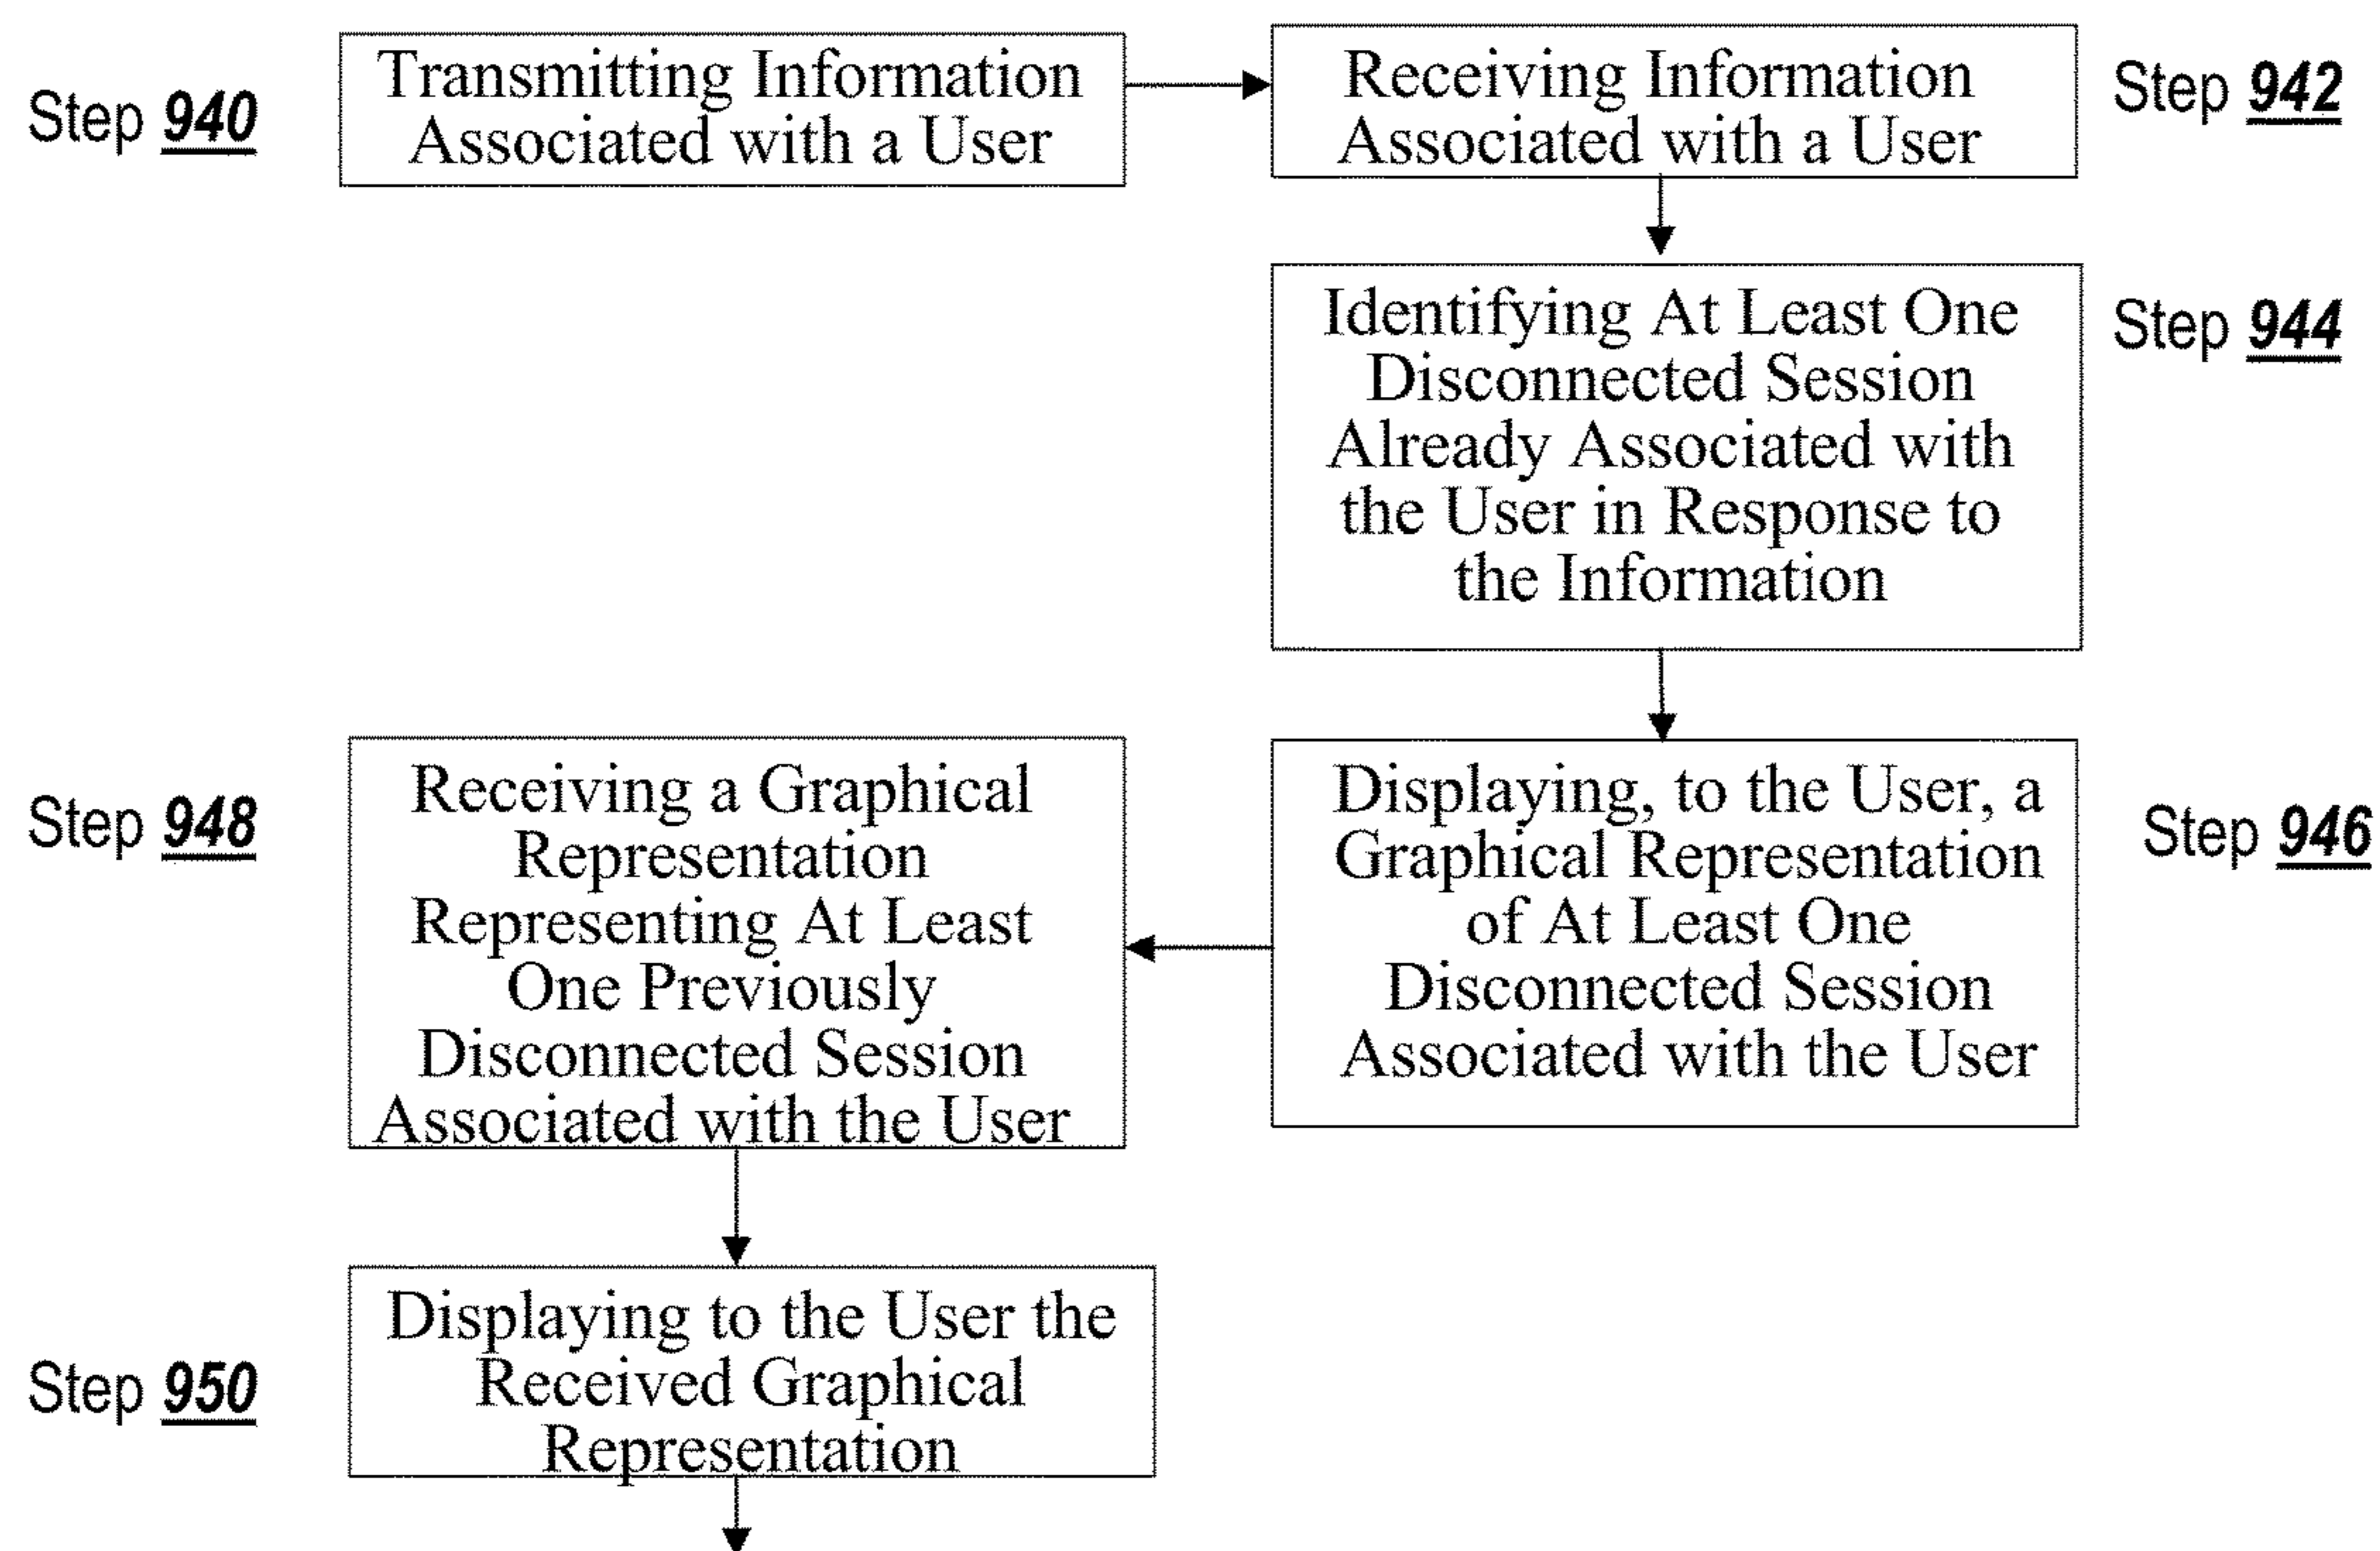 Step 940
Transmitting Information
Associated with a User
Receiving Information
Associated with a User
Step 942
Identifying At Least One
Disconnected Session
Already Associated with
the User in Response to
the Information
Step 944
Step 948
Receiving a Graphical
Representation
Representing At Least
One Previously
Disconnected Session
Associated with the User
Displaying, to the User, a
Graphical Representation
of At Least One
Disconnected Session
Associated with the User
Step 946
Step 950
Displaying to the User the
Received Graphical
Representation